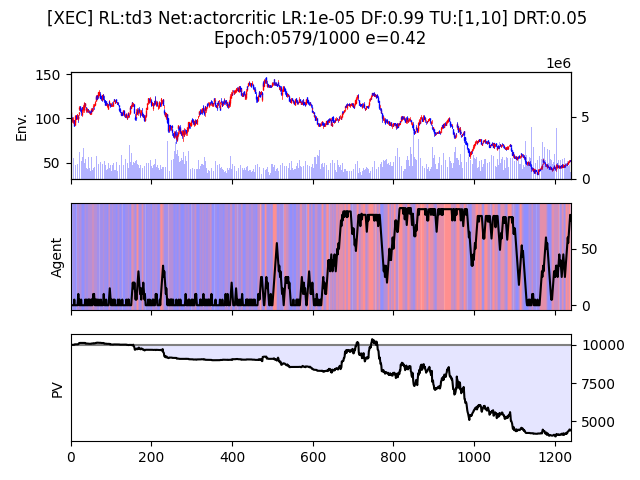 [XEC] RL:td3 Net:actorcritic LR:1e-05 DF:0.99 TU:[1,10] DRT:0.05
Epoch:0579/1000 e=0.42
1e6
150
100
50
Env.
5
0
Agent
50
0
PV
10000
7500
5000
0 200 400 600 800 1000 1200